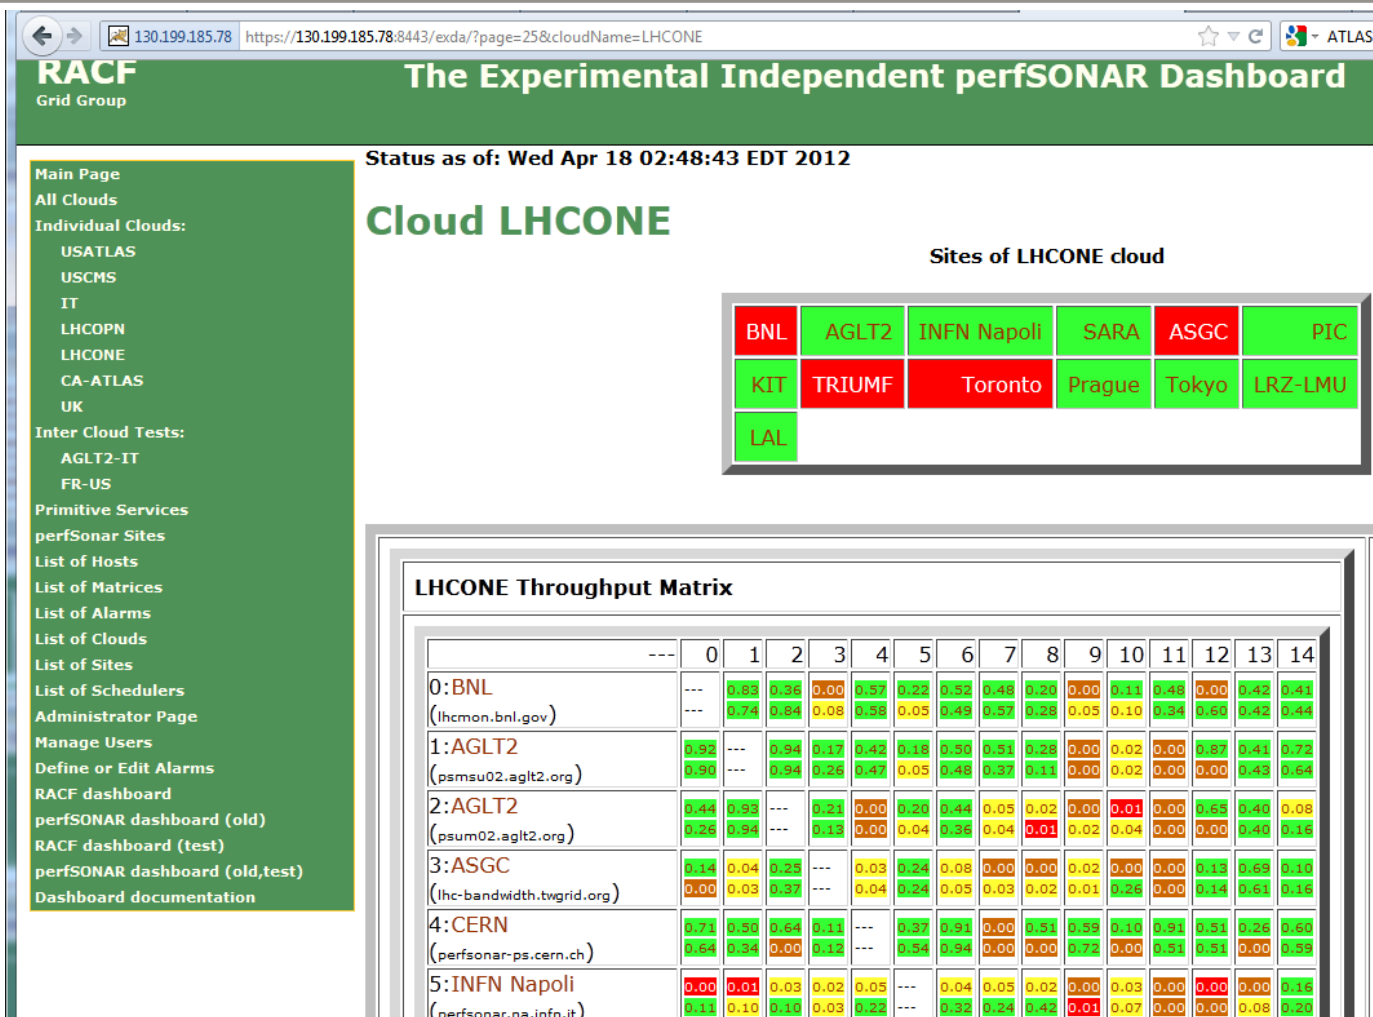 130.199.185.78 https://130.199.185.78:8443/exda/?page=25&cloudName=LHCONE ATLAS
RACF
Grid Group
The Experimental Independent perfSONAR Dashboard
Main Page
All Clouds
Individual Clouds:
USATLAS
USCMS
IT
LHCOPN
LHCONE
CA-ATLAS
UK
Inter Cloud Tests:
AGLT2-IT
FR-US
Primitive Services
perfSonar Sites
List of Hosts
List of Matrices
List of Alarms
List of Clouds
List of Sites
List of Schedulers
Administrator Page
Manage Users
Define or Edit Alarms
RACF dashboard
perfSONAR dashboard (old)
RACF dashboard (test)
perfSONAR dashboard (old,test)
Dashboard documentation
Status as of: Wed Apr 18 02:48:43 EDT 2012
Cloud LHCONE
Sites of LHCONE cloud
BNL AGLT2 INFN Napoli SARA ASGC PIC
KIT TRIUMF Toronto Prague Tokyo LRZ-LMU
LAL
LHCONE Throughput Matrix
--- 0 1 2 3 4 5 6 7 8 9 10 11 12 13 14
0:BNL --- 0.83 0.36 0.00 0.57 0.22 0.52 0.48 0.20 0.00 0.11 0.48 0.00 0.42 0.41
(lhcmon.bnl.gov) --- 0.74 0.84 0.08 0.58 0.05 0.49 0.57 0.28 0.05 0.10 0.34 0.60 0.42 0.44
1:AGLT2 0.92 --- 0.94 0.17 0.42 0.18 0.50 0.51 0.28 0.00 0.02 0.00 0.87 0.41 0.72
(psmsu02.aglt2.org) 0.90 --- 0.94 0.26 0.47 0.05 0.48 0.37 0.11 0.00 0.02 0.00 0.00 0.43 0.64
2:AGLT2 0.44 0.93 --- 0.21 0.00 0.20 0.44 0.05 0.02 0.00 0.01 0.00 0.65 0.40 0.08
(psum02.aglt2.org) 0.26 0.94 --- 0.13 0.00 0.04 0.36 0.04 0.01 0.02 0.04 0.00 0.00 0.40 0.16
3:ASGC 0.14 0.04 0.25 --- 0.03 0.24 0.08 0.00 0.00 0.02 0.00 0.00 0.13 0.69 0.10
(lhc-bandwidth.twgrid.org) 0.00 0.03 0.37 --- 0.04 0.24 0.05 0.03 0.02 0.01 0.26 0.00 0.14 0.61 0.16
4:CERN 0.71 0.50 0.64 0.11 --- 0.37 0.91 0.00 0.51 0.59 0.10 0.91 0.51 0.26 0.60
(perfsonar-ps.cern.ch) 0.64 0.34 0.00 0.12 --- 0.54 0.94 0.00 0.00 0.72 0.00 0.51 0.51 0.00 0.59
5:INFN Napoli 0.00 0.01 0.03 0.02 0.05 --- 0.04 0.05 0.02 0.00 0.03 0.00 0.00 0.00 0.16
(perfsonar.na.infn.it) 0.11 0.10 0.10 0.03 0.22 --- 0.32 0.24 0.42 0.01 0.07 0.00 0.00 0.08 0.20